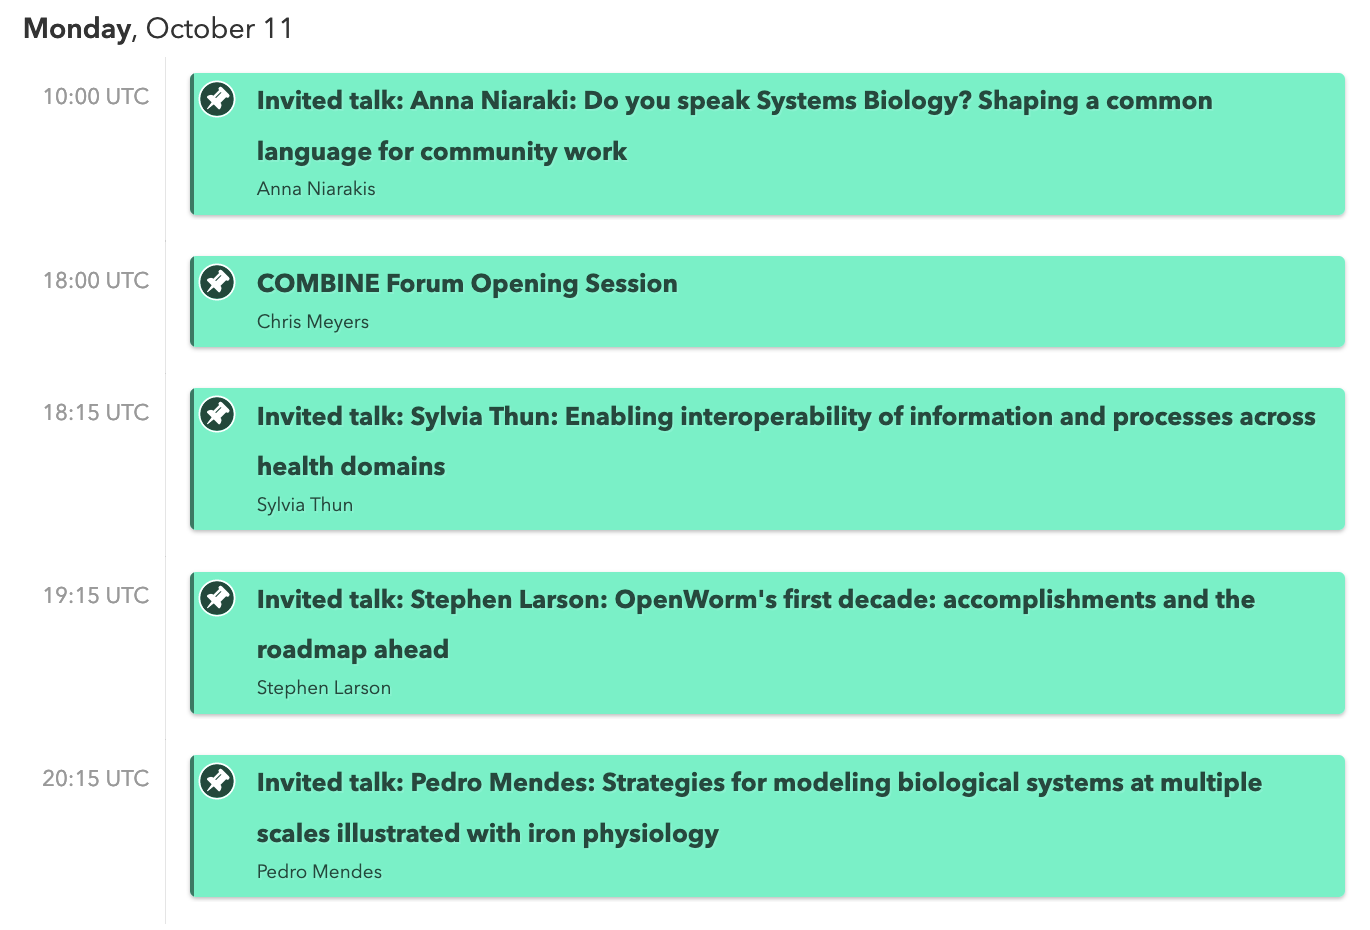 Monday, October 11
10:00 UTC
Invited talk: Anna Niaraki: Do you speak Systems Biology? Shaping a common
language for community work
Anna Niarakis
18:00 UTC
COMBINE Forum Opening Session
Chris Meyers
18:15 UTC
Invited talk: Sylvia Thun: Enabling interoperability of information and processes across
health domains
Sylvia Thun
19:15 UTC
Invited talk: Stephen Larson: OpenWorm's first decade: accomplishments and the
roadmap ahead
Stephen Larson
20:15 UTC
Invited talk: Pedro Mendes: Strategies for modeling biological systems at multiple
scales illustrated with iron physiology
Pedro Mendes